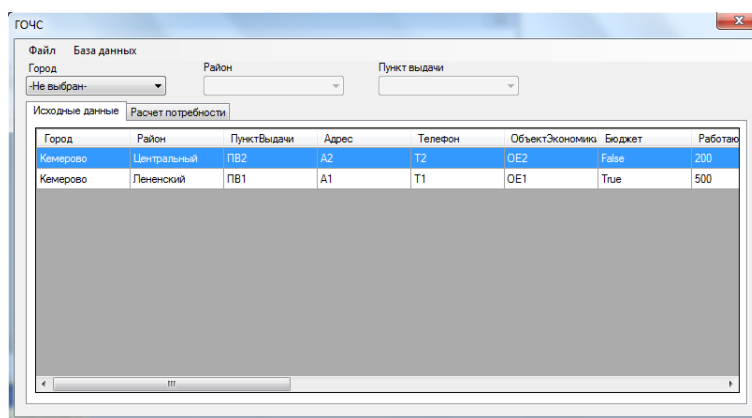 ГОЧС
Файл База данных
Город Район Пункт выдачи
-Не выбран-
Исходные данные Расчет потребности
Город Район ПунктВыдачи Адрес Телефон ОбъектЭкономики Бюджет Работаю
Кемерово Центральный ПВ2 А2 Т2 ОЕ2 False 200
Кемерово Лененский ПВ1 А1 Т1 ОЕ1 True 500